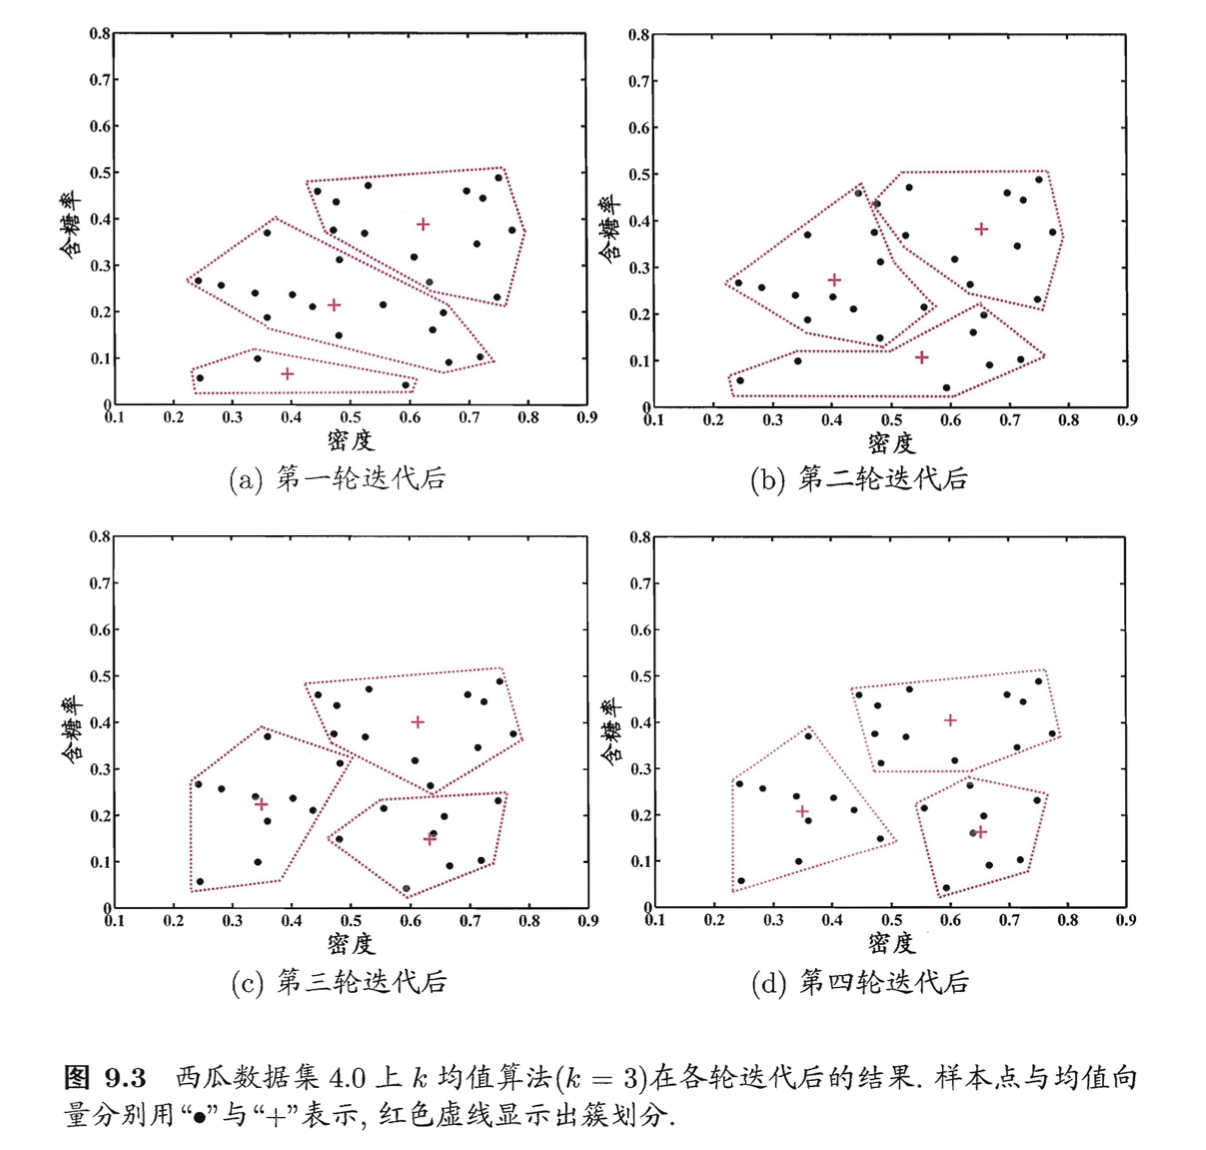 0.8
0.7
0.6
0.5
0.4
0.3
0.2
0.1
0
含糖率
0.1 0.2 0.3 0.4 0.5 0.6 0.7 0.8 0.9
密度
(a) 第一轮迭代后
0.8
0.7
0.6
0.5
0.4
0.3
0.2
0.1
0
含糖率
0.1 0.2 0.3 0.4 0.5 0.6 0.7 0.8 0.9
密度
(b) 第二轮迭代后
0.8
0.7
0.6
0.5
0.4
0.3
0.2
0.1
0
含糖率
0.1 0.2 0.3 0.4 0.5 0.6 0.7 0.8 0.9
密度
(c) 第三轮迭代后
0.8
0.7
0.6
0.5
0.4
0.3
0.2
0.1
0
含糖率
0.1 0.2 0.3 0.4 0.5 0.6 0.7 0.8 0.9
密度
(d) 第四轮迭代后
图 9.3 西瓜数据集 4.0 上 k 均值算法(k = 3)在各轮迭代后的结果. 样本点与均值向
量分别用“●”与“+”表示, 红色虚线显示出簇划分.